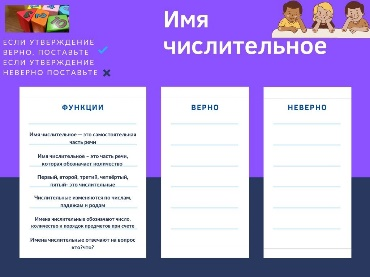 Имя
числительное
ЕСЛИ УТВЕРЖДЕНИЕ
ВЕРНО, ПОСТАВЬТЕ
ЕСЛИ УТВЕРЖДЕНИЕ
НЕВЕРНО ПОСТАВЬТЕ
ФУНКЦИИ
ВЕРНО
НЕВЕРНО
Имя числительное — это самостоятельная
часть речи
Имя числительное – это часть речи,
которая обозначает количество
Первый, второй, третий, четвёртый,
пятый- это числительные
Числительные изменяются по числам,
падежам и родам
Имена числительные обозначают число,
количество и порядок предметов при счете
Имена числительные отвечают на вопрос
кто?что?